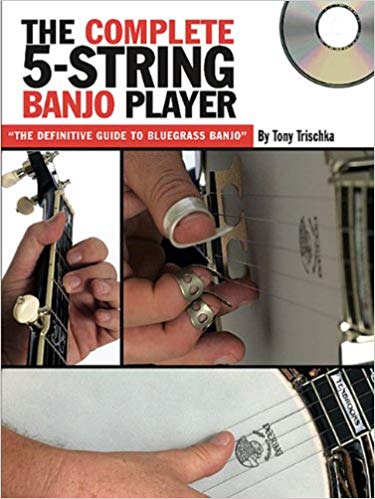 THE COMPLETE
5-STRING
BANJO PLAYER
"THE DEFINITIVE GUIDE TO BLUEGRASS BANJO" By Tony Trischka